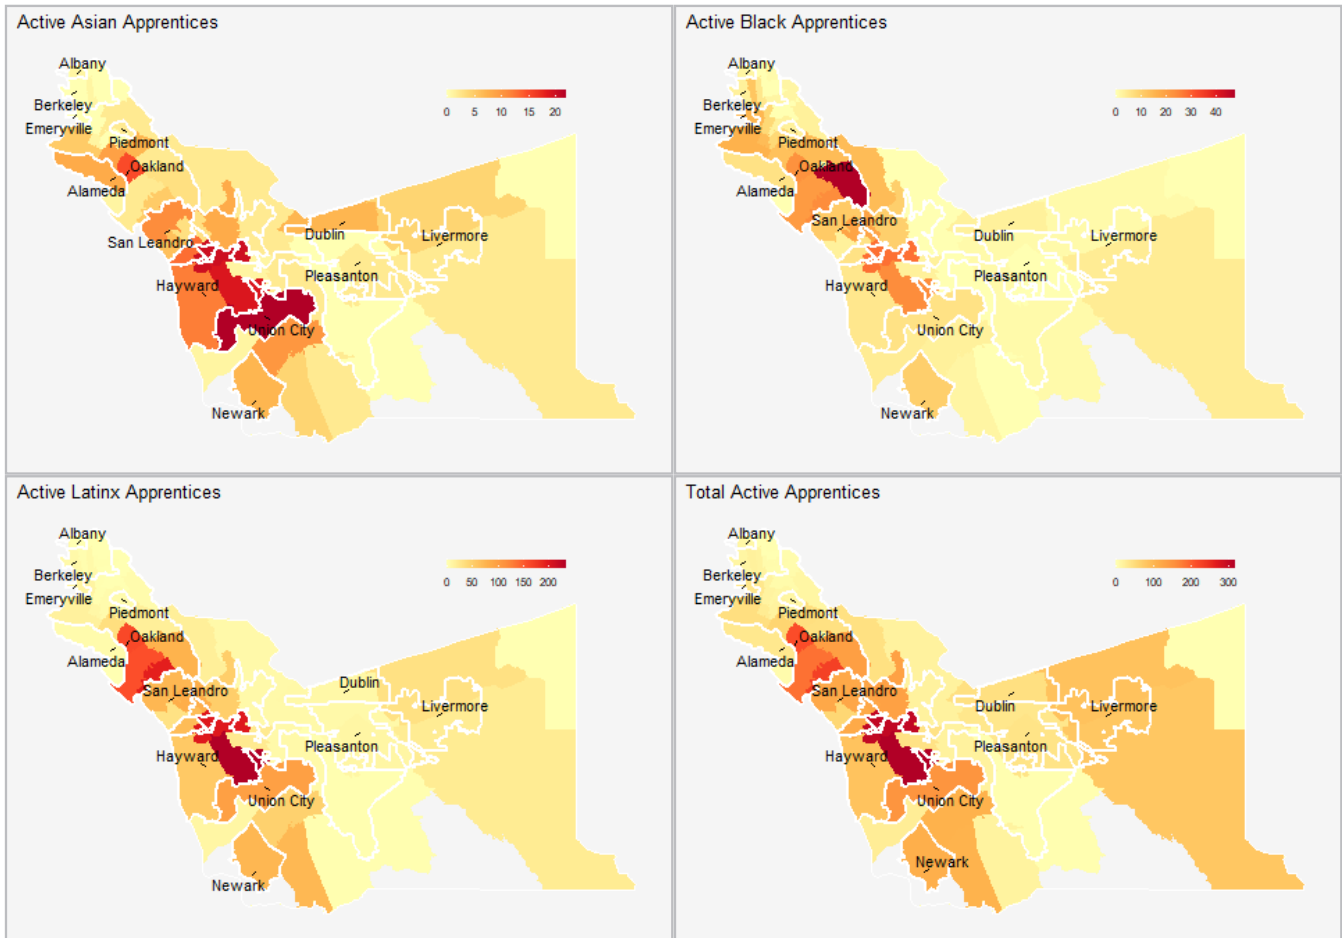 Active Asian Apprentices
Albany
Berkeley
Emeryville
Piedmont
Oakland
Alameda
San Leandro
Dublin
Livermore
Pleasanton
Hayward
Union City
Newark
0 5 10 15 20
Active Black Apprentices
Albany
Berkeley
Emeryville
Piedmont
Oakland
Alameda
San Leandro
Dublin
Livermore
Pleasanton
Hayward
Union City
Newark
0 10 20 30 40
Active Latinx Apprentices
Albany
Berkeley
Emeryville
Piedmont
Oakland
Alameda
San Leandro
Dublin
Livermore
Pleasanton
Hayward
Union City
Newark
0 50 100 150 200
Total Active Apprentices
Albany
Berkeley
Emeryville
Piedmont
Oakland
Alameda
San Leandro
Dublin
Livermore
Pleasanton
Hayward
Union City
Newark
0 100 200 300